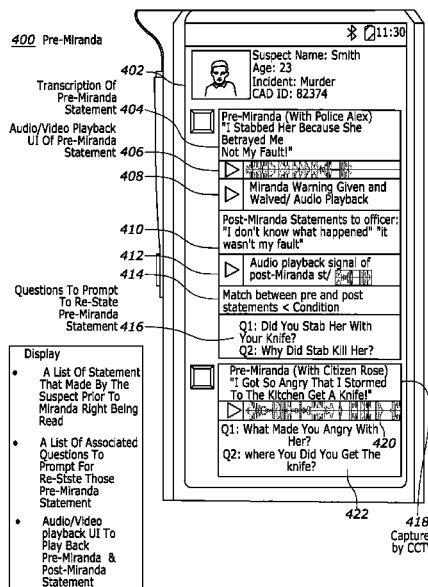 400 Pre-Miranda
11:30
402
Suspect Name: Smith
Age: 23
Incident: Murder
CAD ID: 82374
Transcription Of
Pre-Miranda
Statement 404
Pre-Miranda (With Police Alex)
"I Stabbed Her Because She
Betrayed Me
Not My Fault!"
Audio/Video Playback
UI Of Pre-Miranda
Statement 406
408
Miranda Warning Given and
Waived/ Audio Playback
410
Post-Miranda Statements to officer:
"I don't know what happened" "it
wasn't my fault"
412
Audio playback signal of
post-Miranda st/
414
Match between pre and post
statements < Condition
Questions To Prompt
To Re-State
Pre-Miranda
Statement 416
Q1: Did You Stab Her With
Your Knife?
Q2: Why Did Stab Kill Her?
Pre-Miranda (With Citizen Rose)
"I Got So Angry That I Stormed
To The Kitchen Get A Knife!"
420
Q1: What Made You Angry With
Her?
Q2: where You Did You Get The
knife?
422
418
Capture
by CCT
Display
• A List Of Statement
That Made By The
Suspect Prior To
Miranda Right Being
Read
• A List Of Associated
Questions To
Prompt For
Re-Stste Those
Pre-Miranda
Statement
• Audio/Video
playback UI To
Play Back
Pre-Miranda &
Post-Miranda
Statement